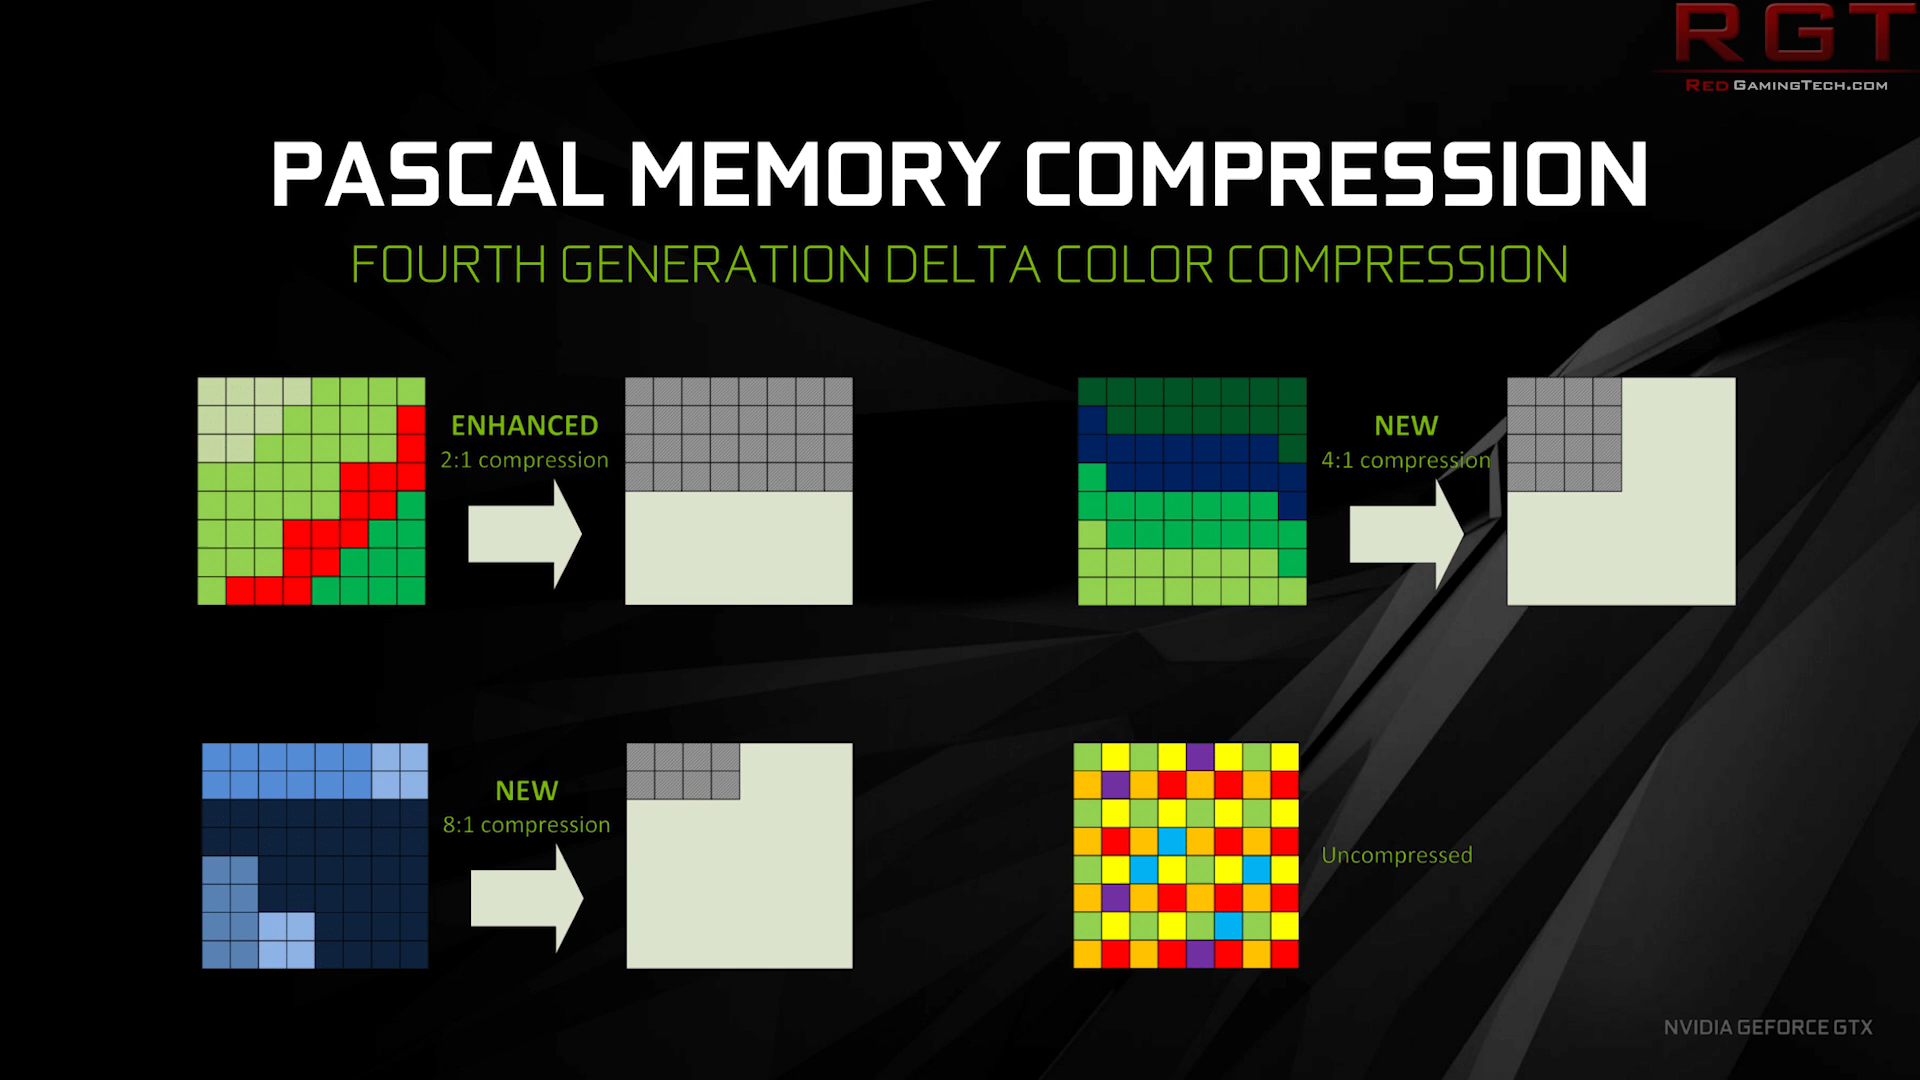 RGT
RED GAMINGTECH.COM
PASCAL MEMORY COMPRESSION
FOURTH GENERATION DELTA COLOR COMPRESSION
ENHANCED
2:1 compression
NEW
4:1 compression
NEW
8:1 compression
Uncompressed
NVIDIA GEFORCE GTX